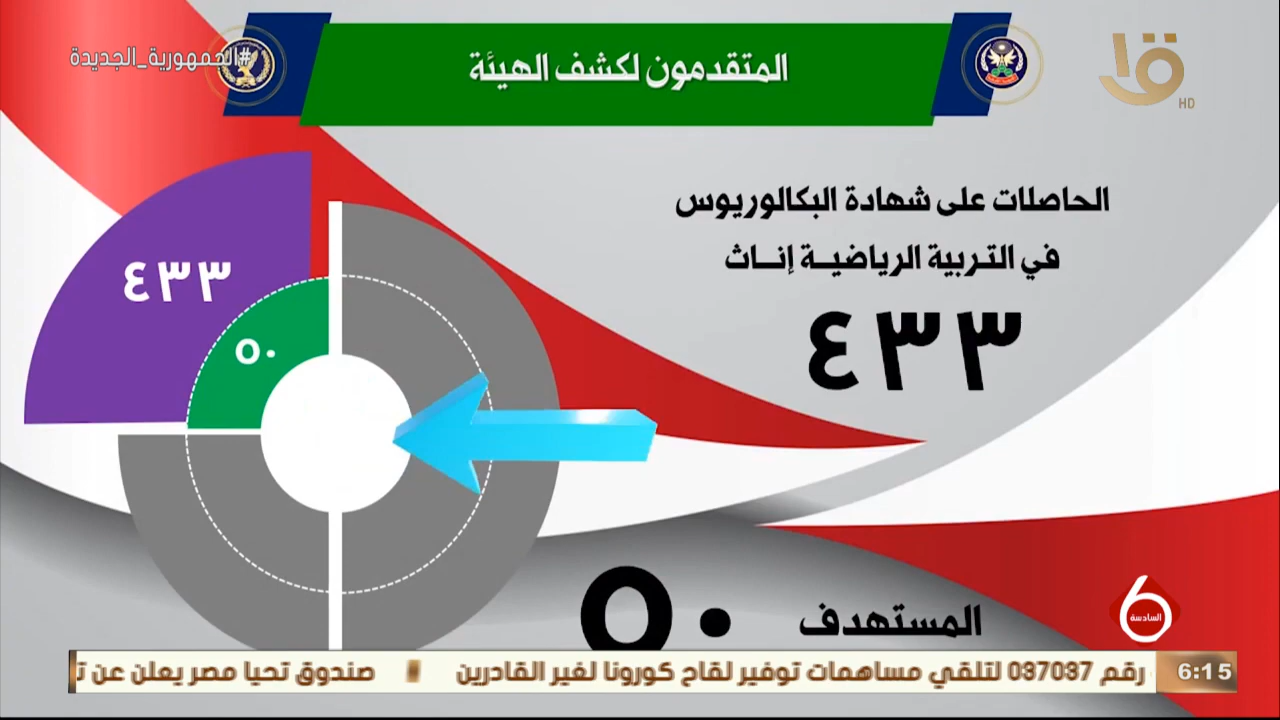 #الجمهورية_الجديدة
المتقدمون لكشف الهيئة
HD
الحاصلات على شهادة البكالوريوس
في التربية الرياضية إناث
٤٣٣
٤٣٣
٥٠
المستهدف ٥٠
السادسة
6:15
رقم 037037 لتلقي مساهمات توفير لقاح كورونا لغير القادرين
صندوق تحيا مصر يعلن عن